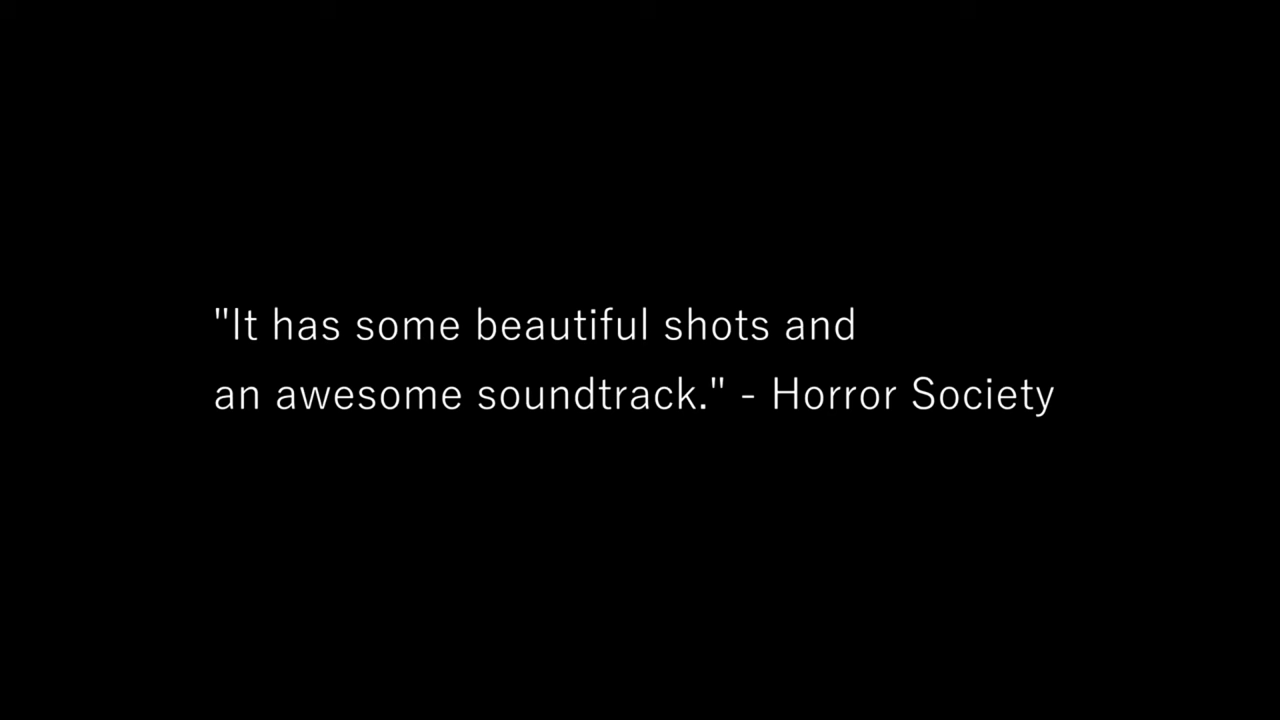 "It has some beautiful shots and
an awesome soundtrack." - Horror Society